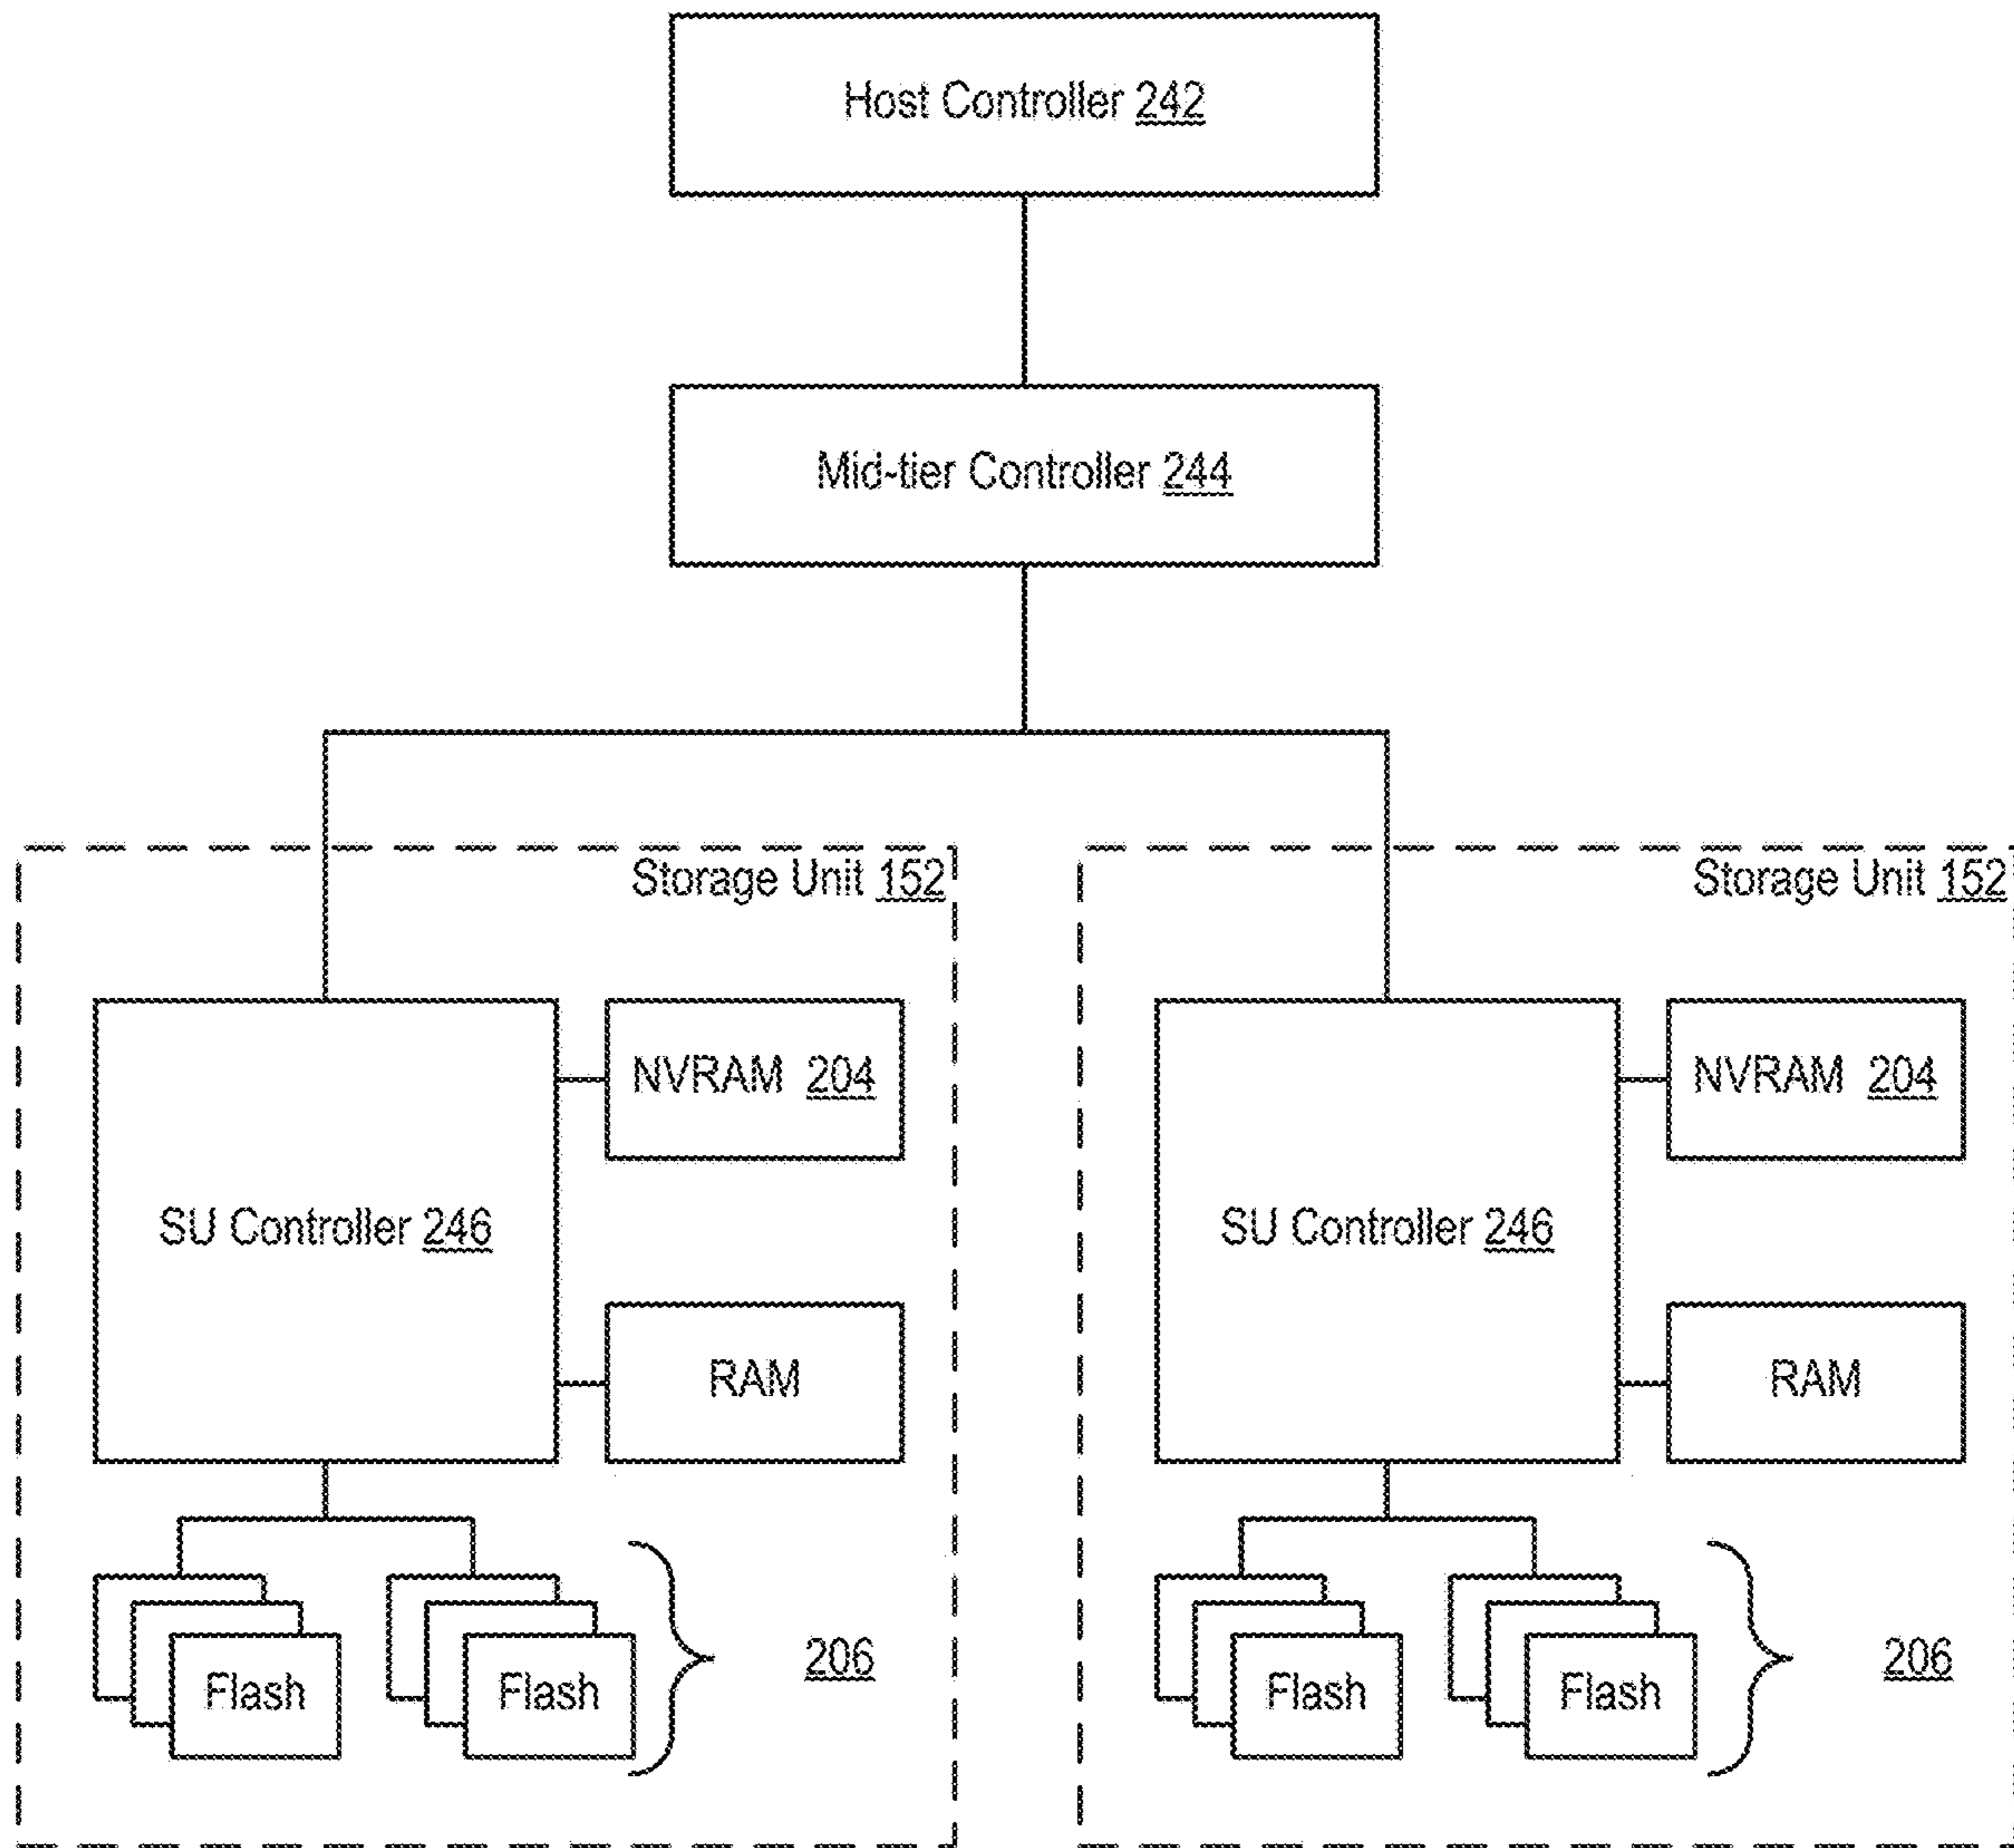 Host Controller 242
Mid-tier Controller 244
Storage Unit 152
SU Controller 246
NVRAM 204
RAM
Flash
Flash
206
Storage Unit 152
SU Controller 246
NVRAM 204
RAM
Flash
Flash
206